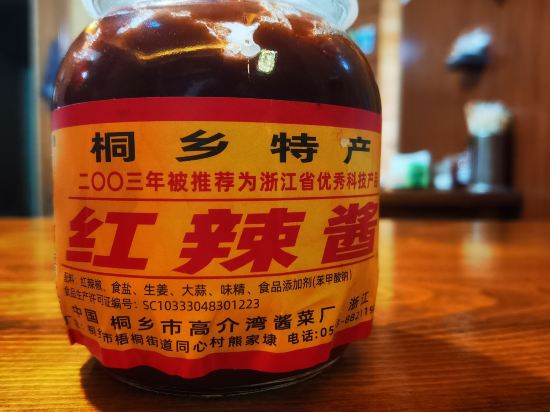 桐乡特产
二〇〇三年被推荐为浙江省优秀科技产品
红辣酱
配料:红辣椒、食盐、生姜、大蒜、味精、食品添加剂(苯甲酸钠)
食品生产许可证编号:SC10333048301223
中国 浙江
桐乡市高介湾酱菜厂
桐乡市梧桐街道同心村熊家埭 电话:05
-882119